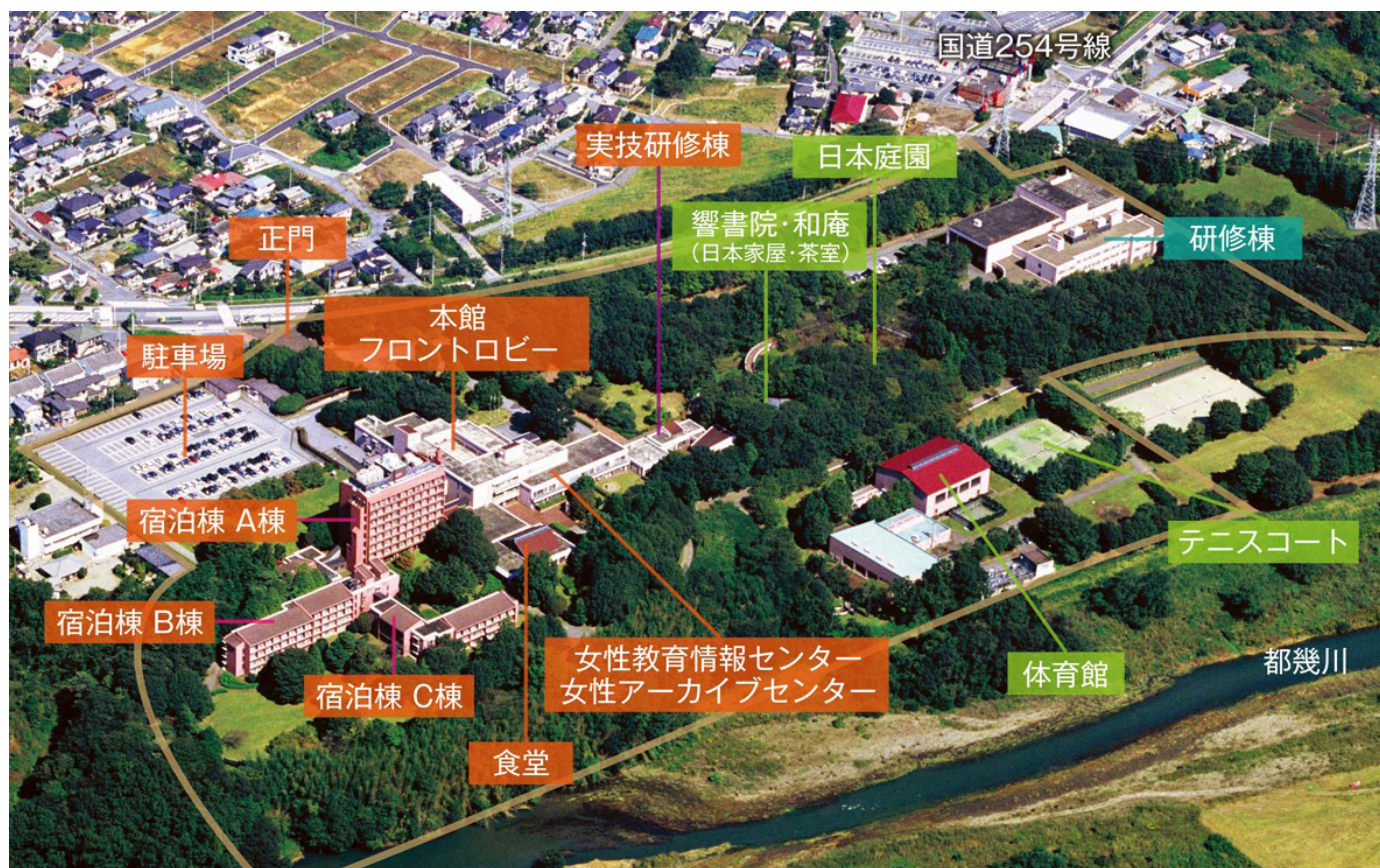 国道254号線
実技研修棟
日本庭園
響書院・和庵
(日本家屋・茶室)
正門
研修棟
本館
フロントロビー
駐車場
宿泊棟 A棟
テニスコート
宿泊棟 B棟
女性教育情報センター
女性アーカイブセンター
体育館
都幾川
宿泊棟 C棟
食堂